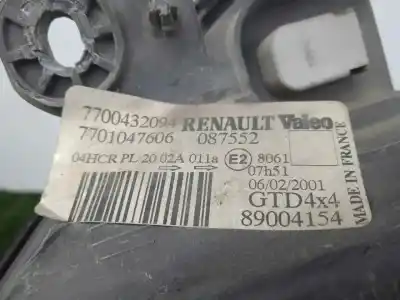 7700432094 RENAULT Valeo
7701047606 087552
04HCR PL 20 02A 011a E2 8061
07h51
06/02/2001
GTD4x4
89004154
MADE IN FRANCE